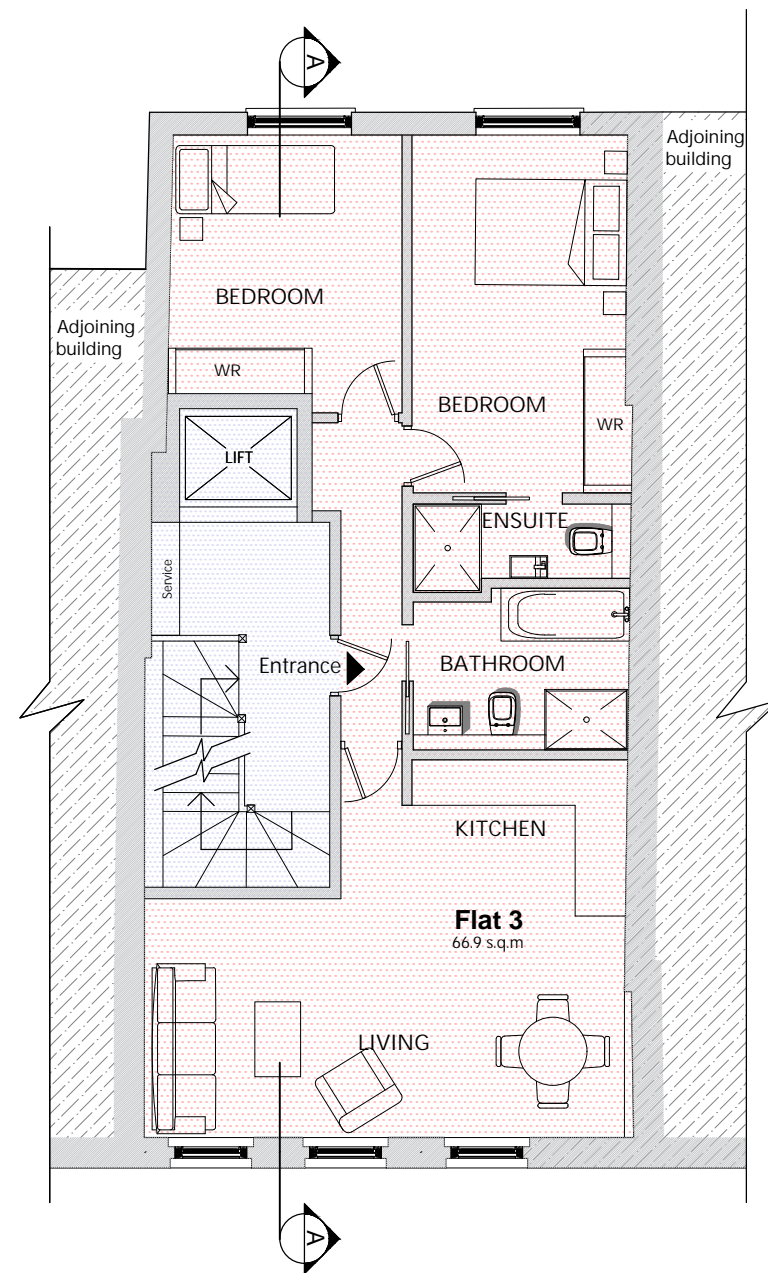 A
Adjoining
building
BEDROOM
Adjoining
building
WR
BEDROOM
WR
LIFT
ENSUITE
Service
Entrance
BATHROOM
KITCHEN
Flat 3
66.9 s.q.m
LIVING
A